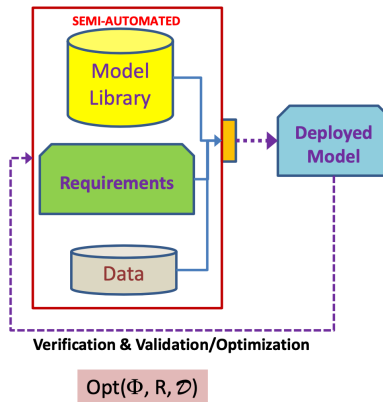 SEMI-AUTOMATED
Model
Library
Requirements
Data
Deployed
Model
Verification & Validation/Optimization
Opt(Φ, R, 𝒟)